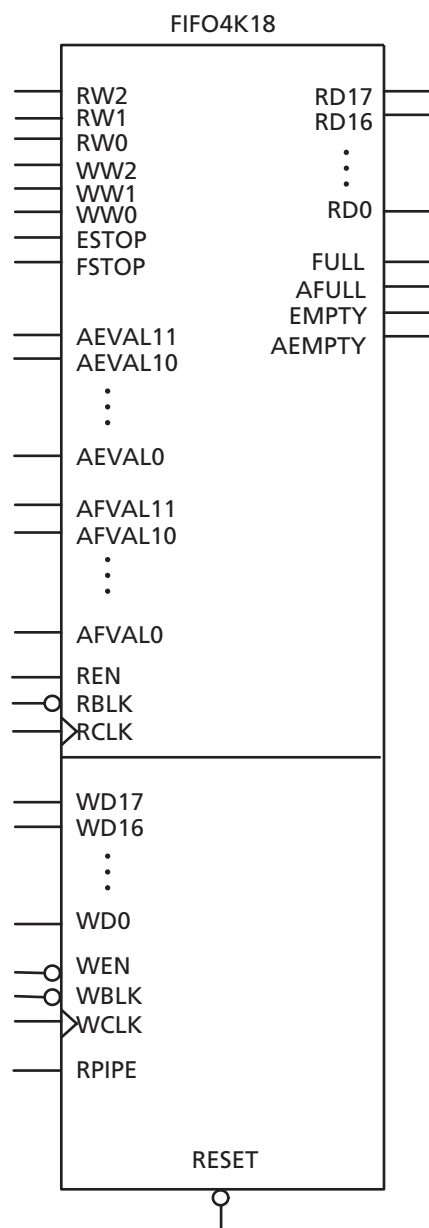 FIFO4K18
RW2
RW1
RW0
WW2
WW1
WW0
ESTOP
FSTOP
AEVAL11
AEVAL10
AEVAL0
AFVAL11
AFVAL10
AFVAL0
REN
RBLK
RCLK
RD17
RD16
RD0
FULL
AFULL
EMPTY
AEMPTY
WD17
WD16
WD0
WEN
WBLK
WCLK
RPIPE
RESET